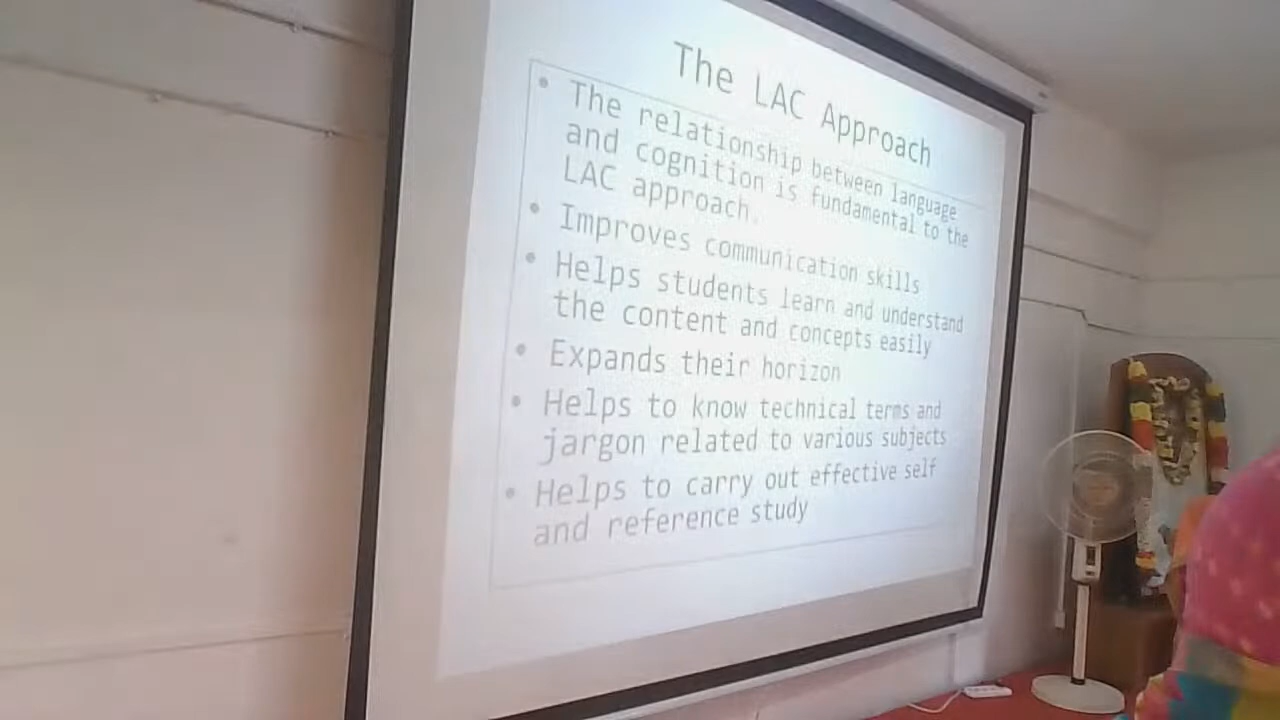 The LAC Approach
• The relationship between language
and cognition is fundamental to the
LAC approach.
• Improves communication skills
• Helps students learn and understand
the content and concepts easily
• Expands their horizon
• Helps to know technical terms and
jargon related to various subjects
• Helps to carry out effective self
and reference study